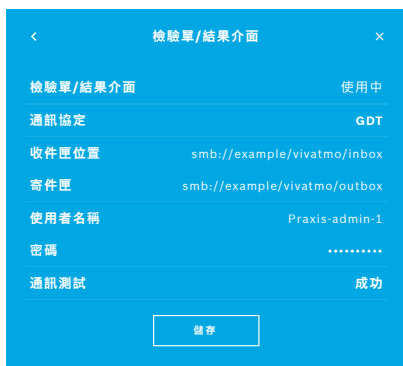 檢驗單/結果介面
檢驗單/結果介面 使用中
通訊協定 GDT
收件匣位置 smb://example/vivatmo/inbox
寄件匣 smb://example/vivatmo/outbox
使用者名稱 Praxis-admin-1
密碼 ••••••••••
通訊測試 成功
儲存